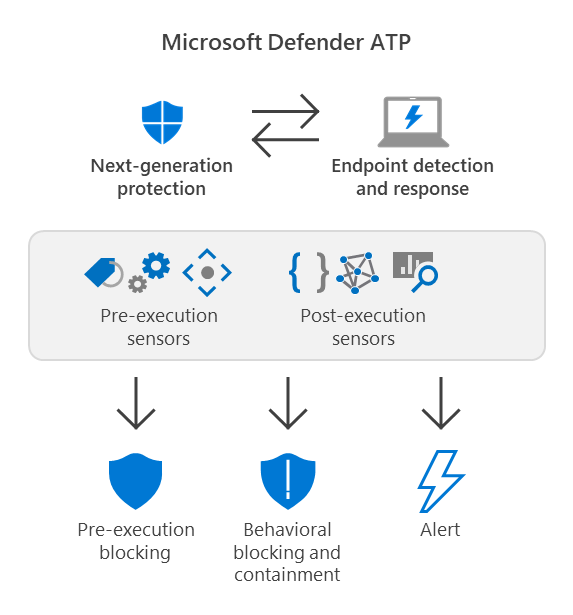 Microsoft Defender ATP
Next-generation
protection
Endpoint detection
and response
Pre-execution
sensors
Post-execution
sensors
Pre-execution
blocking
Behavioral
blocking and
containment
Alert